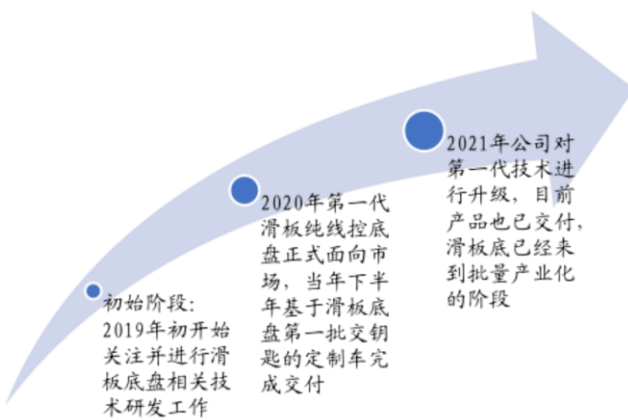 初始阶段：
2019年初开始
关注并进行滑
板底盘相关技
术研发工作
2020年第一代
滑板纯线控底
盘正式面向市
场，当年下半
年基于滑板底
盘第一批交钥
匙的定制车完
成交付
2021年公司对
第一代技术进
行升级，目前
产品也已交付，
滑板底已经来
到批量产业化
的阶段